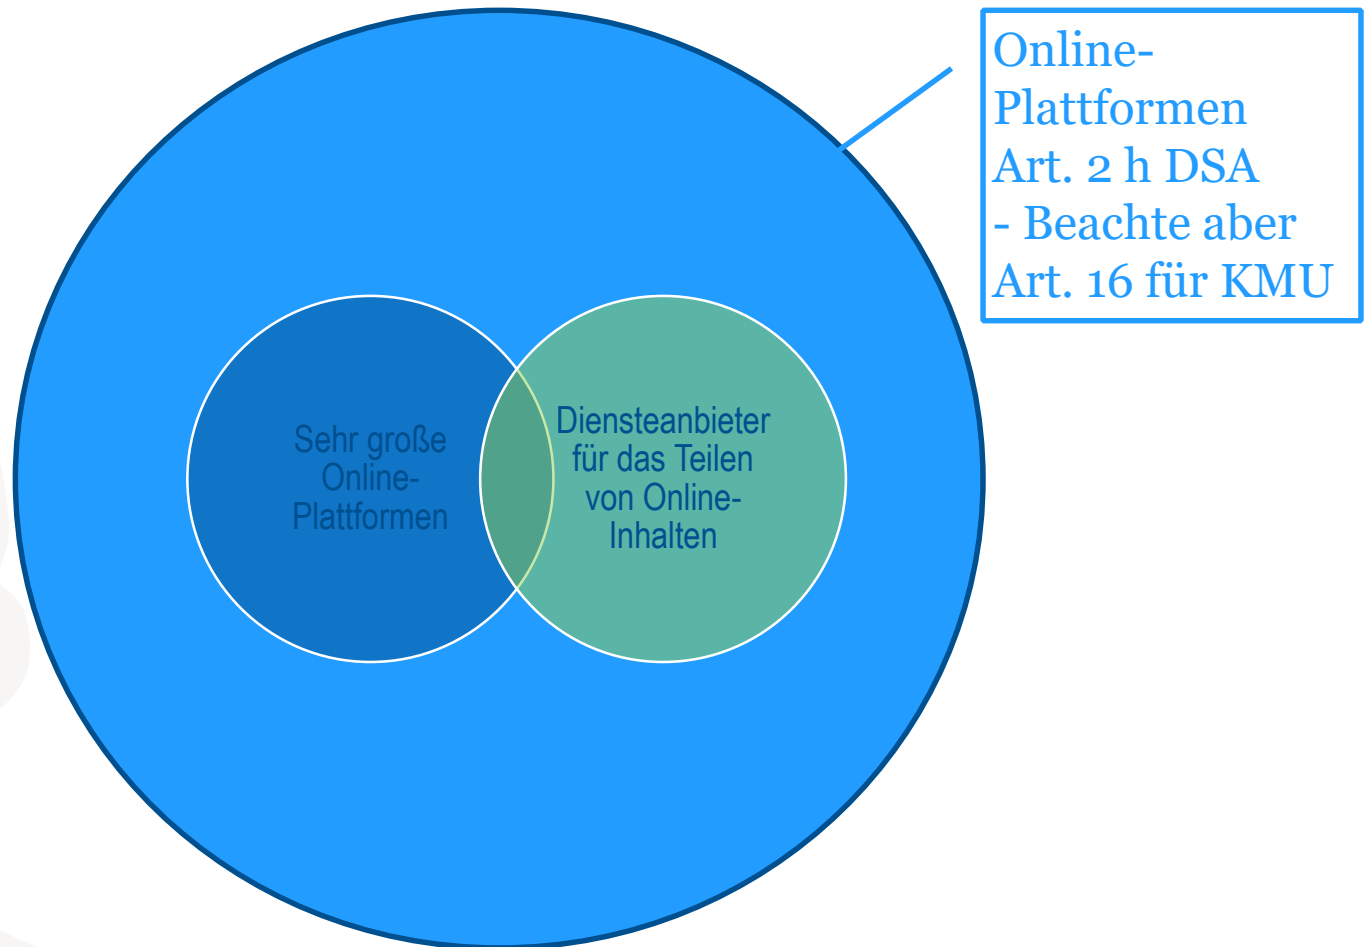 Online-
Plattformen
Art. 2 h DSA
- Beachte aber
Art. 16 für KMU
Sehr große
Online-
Plattformen
Diensteanbieter
für das Teilen
von Online-
Inhalten